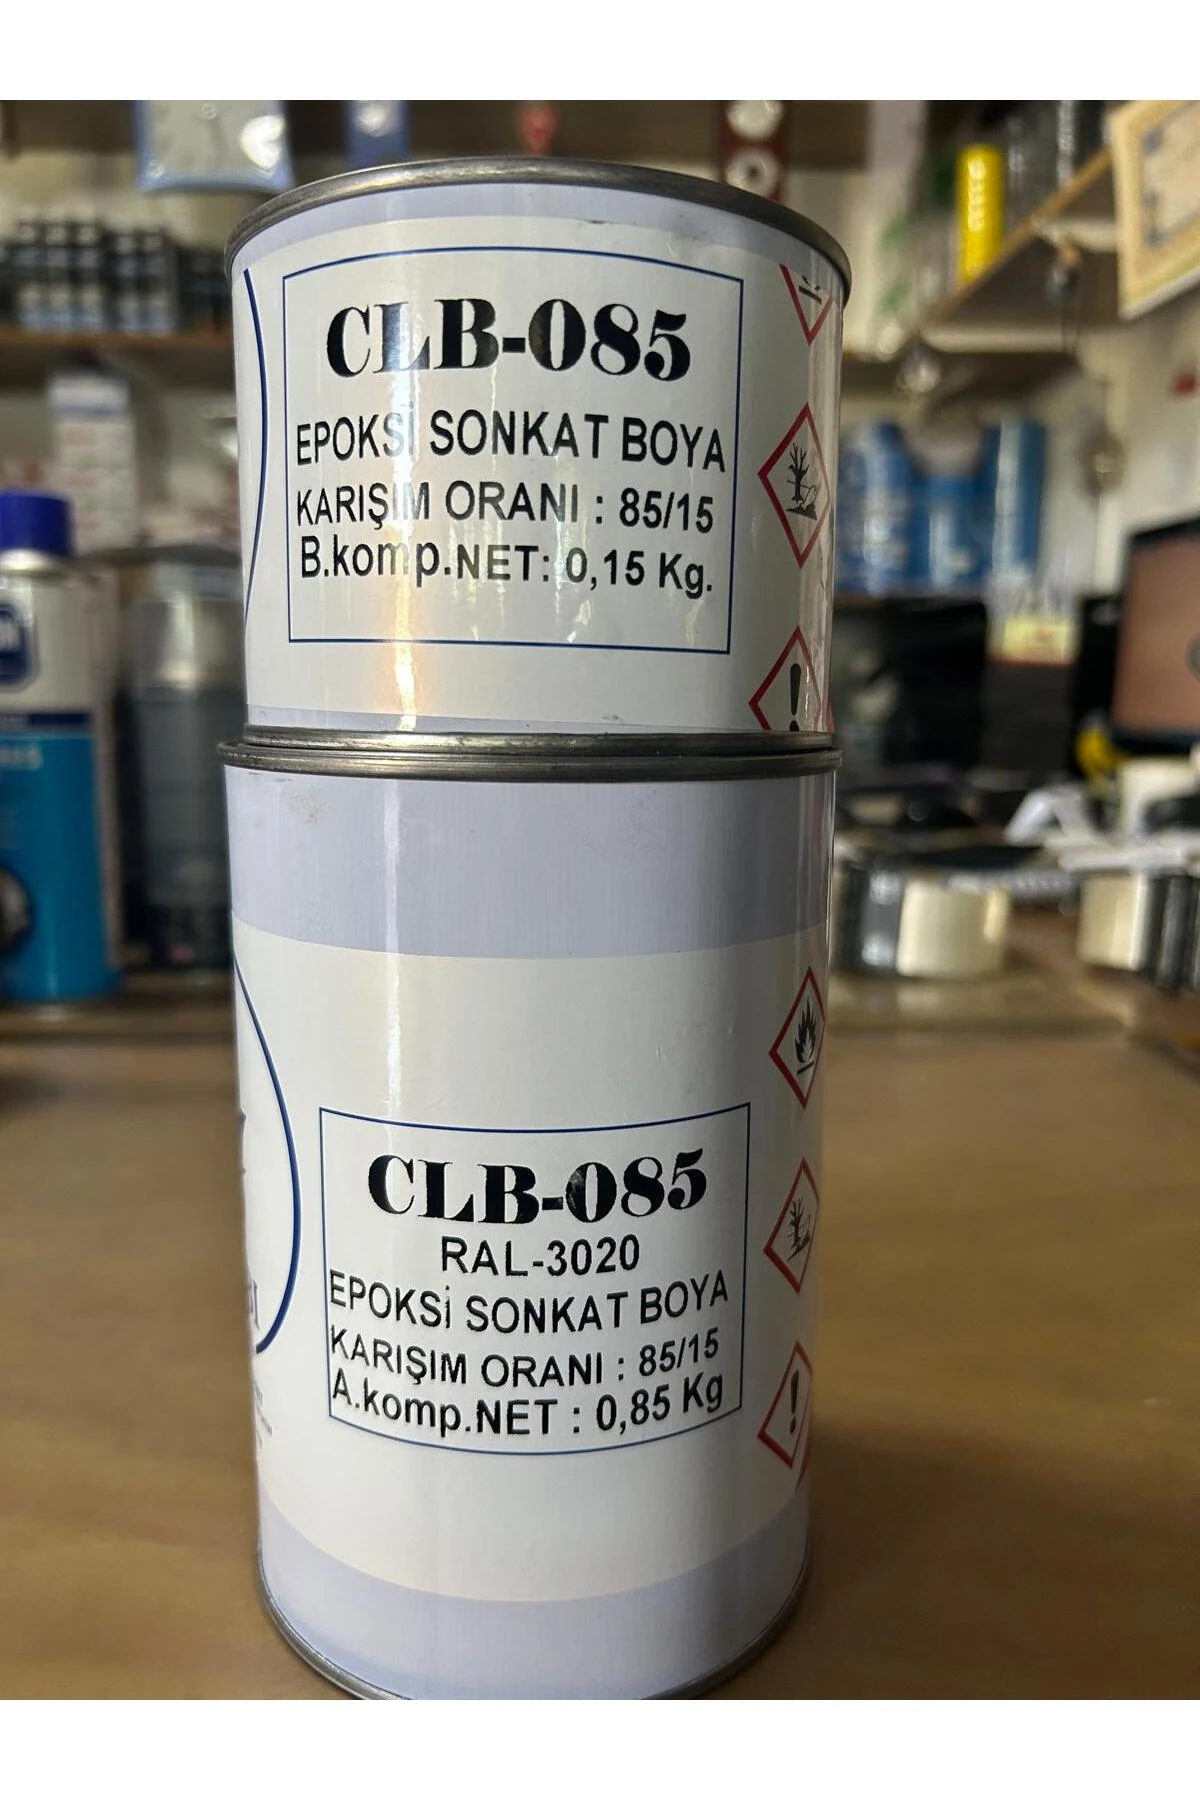 CLB-085
EPOKSİ SONKAT BOYA
KARIŞIM ORANI : 85/15
B.komp.NET: 0,15 Kg.
CLB-085
RAL-3020
EPOKSİ SONKAT BOYA
KARIŞIM ORANI : 85/15
A.komp.NET : 0,85 Kg